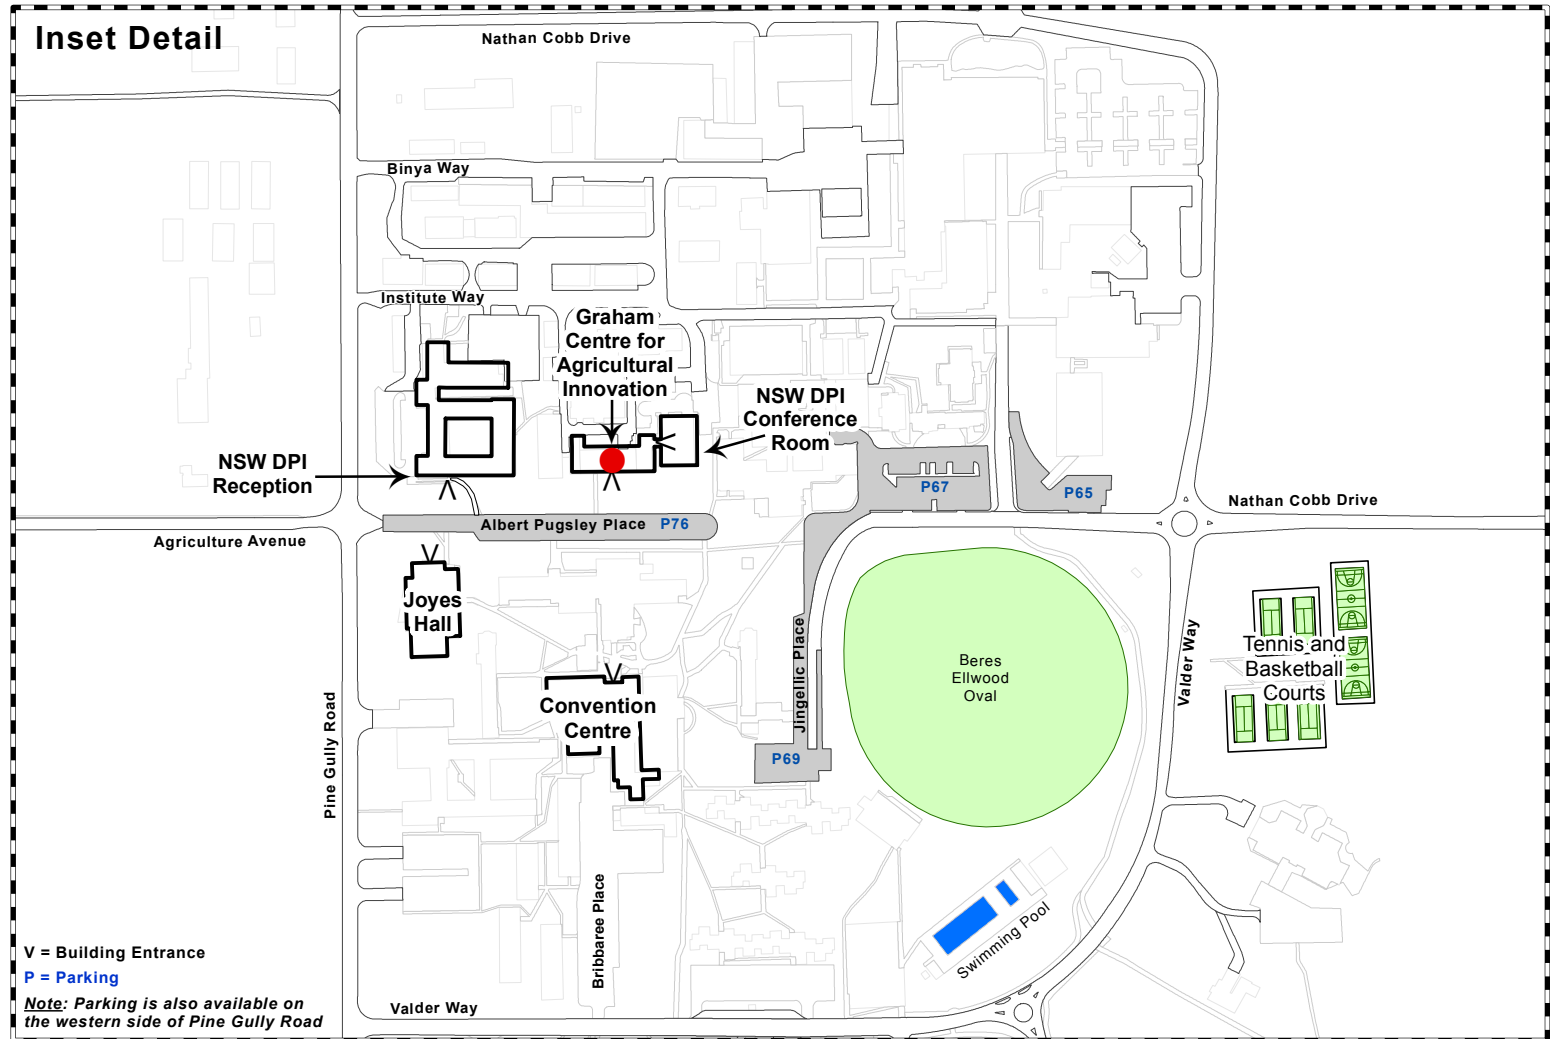 Inset Detail
Nathan Cobb Drive
Binya Way
Institute Way
Graham
Centre for
Agricultural
Innovation
NSW DPI
Conference
Room
NSW DPI
Reception
P67
P65
Nathan Cobb Drive
Albert Pugsley Place P76
Agriculture Avenue
Joyes
Hall
Convention
Centre
Jingellic Place
Beres
Ellwood
Oval
Valder Way
Tennis and
Basketball
Courts
Pine Gully Road
P69
Bribbaree Place
Swimming Pool
V = Building Entrance
P = Parking
Note: Parking is also available on
the western side of Pine Gully Road
Valder Way